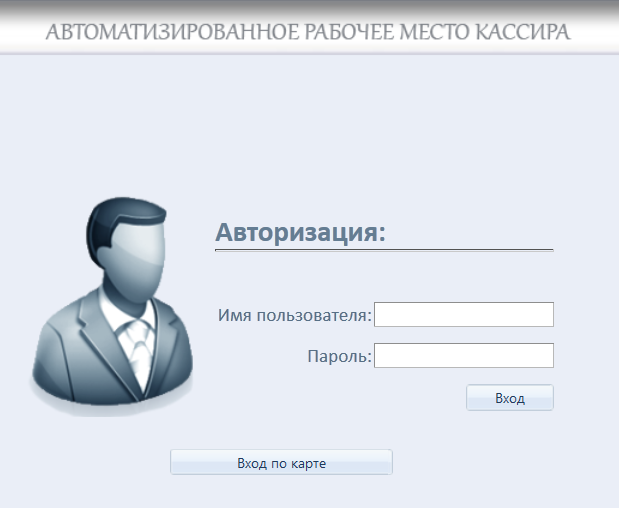 АВТОМАТИЗИРОВАННОЕ РАБОЧЕЕ МЕСТО КАССИРА
Авторизация:
Имя пользователя:
Пароль:
Вход
Вход по карте